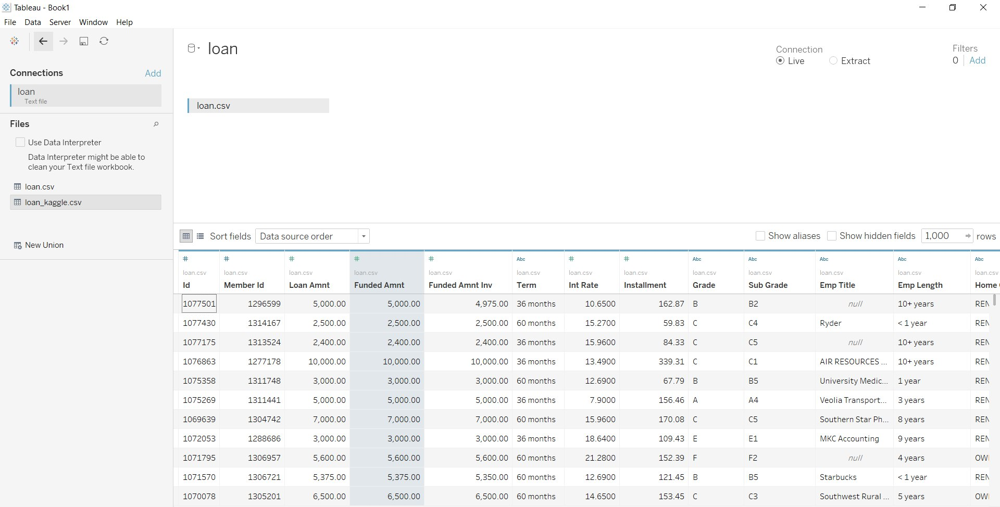 Tableau - Book1
File Data Server Window Help
Connections Add
loan
Text file
Files
Use Data Interpreter
Data Interpreter might be able to
clean your Text file workbook.
loan.csv
loan_kaggle.csv
New Union
loan
Connection
Live Extract
Filters
0 Add
loan.csv
Sort fields Data source order Show aliases Show hidden fields 1,000 rows
# # # # # Abc # # Abc Abc Abc Abc Abc
loan.csv loan.csv loan.csv loan.csv loan.csv loan.csv loan.csv loan.csv loan.csv loan.csv loan.csv loan.csv loan.csv
Id Member Id Loan Amnt Funded Amnt Funded Amnt Inv Term Int Rate Installment Grade Sub Grade Emp Title Emp Length Home
1077501 1296599 5,000.00 5,000.00 4,975.00 36 months 10.6500 162.87 B B2 null 10+ years REN
1077430 1314167 2,500.00 2,500.00 2,500.00 60 months 15.2700 59.83 C C4 Ryder < 1 year REN
1077175 1313524 2,400.00 2,400.00 2,400.00 36 months 15.9600 84.33 C C5 null 10+ years REN
1076863 1277178 10,000.00 10,000.00 10,000.00 36 months 13.4900 339.31 C C1 AIR RESOURCES ... 10+ years REN
1075358 1311748 3,000.00 3,000.00 3,000.00 60 months 12.6900 67.79 B B5 University Medic... 1 year REN
1075269 1311441 5,000.00 5,000.00 5,000.00 36 months 7.9000 156.46 A A4 Veolia Transport... 3 years REN
1069639 1304742 7,000.00 7,000.00 7,000.00 60 months 15.9600 170.08 C C5 Southern Star Ph... 8 years REN
1072053 1288686 3,000.00 3,000.00 3,000.00 36 months 18.6400 109.43 E E1 MKC Accounting 9 years REN
1071795 1306957 5,600.00 5,600.00 5,600.00 60 months 21.2800 152.39 F F2 null 4 years OW
1071570 1306721 5,375.00 5,375.00 5,350.00 60 months 12.6900 121.45 B B5 Starbucks < 1 year REN
1070078 1305201 6,500.00 6,500.00 6,500.00 60 months 14.6500 153.45 C C3 Southwest Rural ... 5 years OW